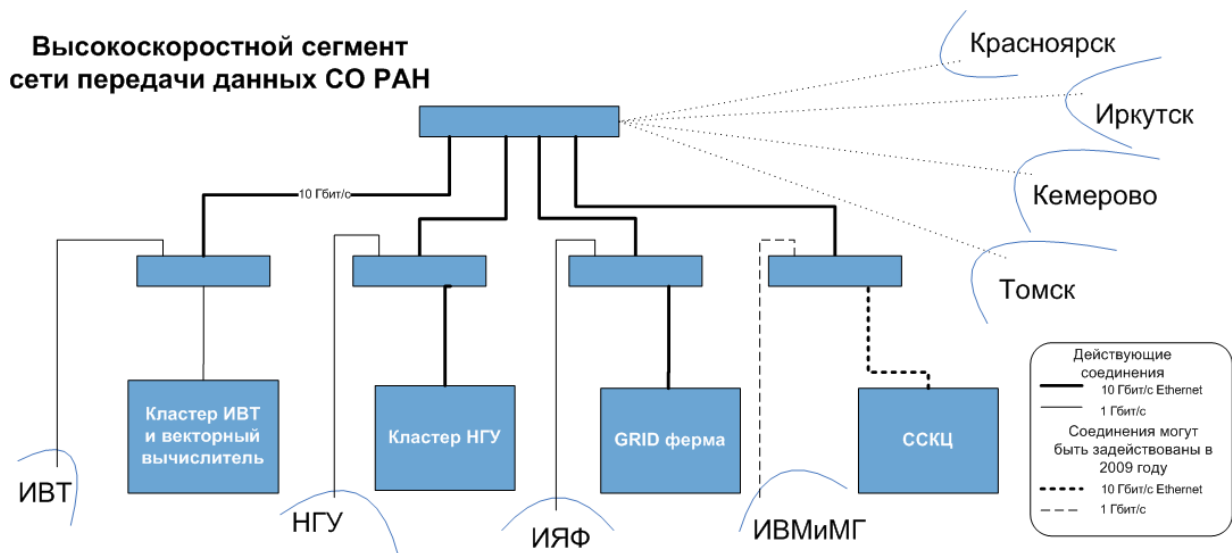 Высокоскоростной сегмент
сети передачи данных СО РАН
Красноярск
Иркутск
Кемерово
Томск
10 Гбит/с
Кластер ИВТ
и векторный
вычислитель
Кластер НГУ
GRID ферма
ССКЦ
ИВТ
НГУ
ИЯФ
ИВМиМГ
Действующие
соединения
10 Гбит/с Ethernet
1 Гбит/с
Соединения могут
быть задействованы в
2009 году
10 Гбит/с Ethernet
1 Гбит/с